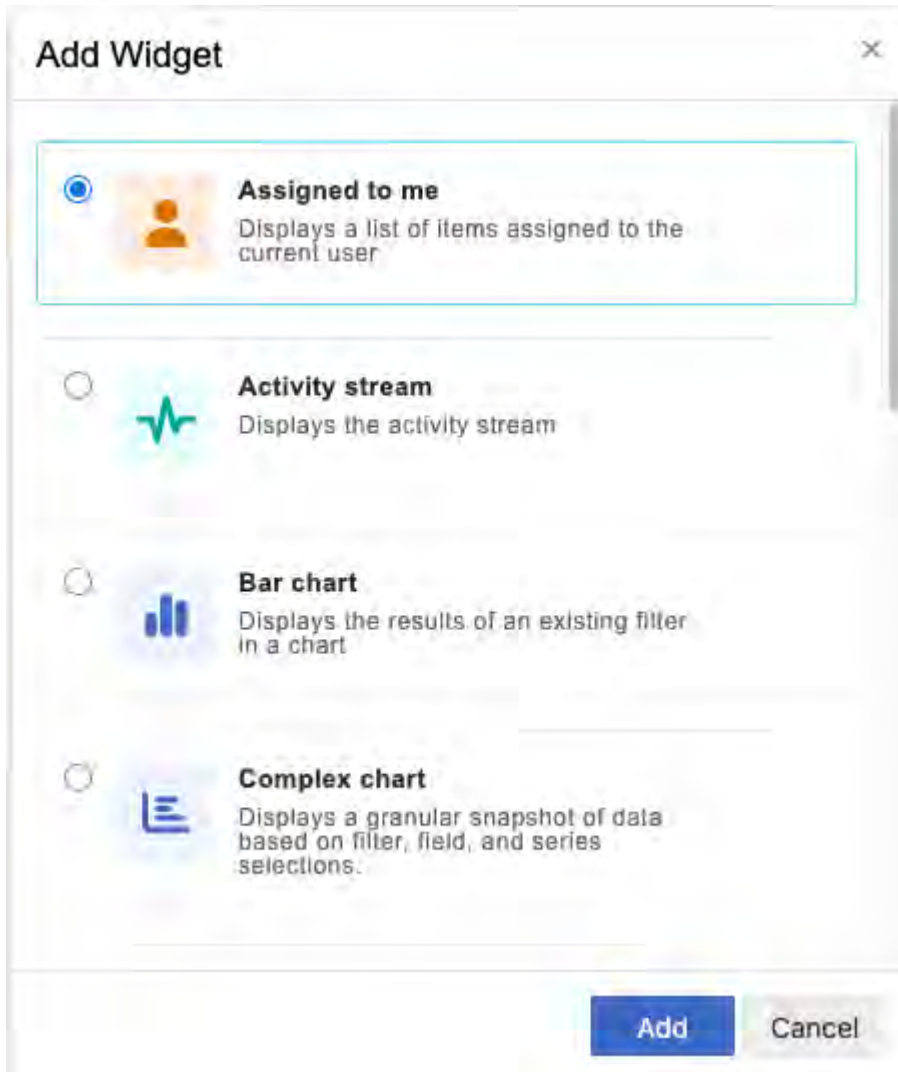 Add Widget
Assigned to me
Displays a list of items assigned to the
current user
Activity stream
Displays the activity stream
Bar chart
Displays the results of an existing filter
in a chart
Complex chart
Displays a granular snapshot of data
based on filter, field, and series
selections.
Add Cancel